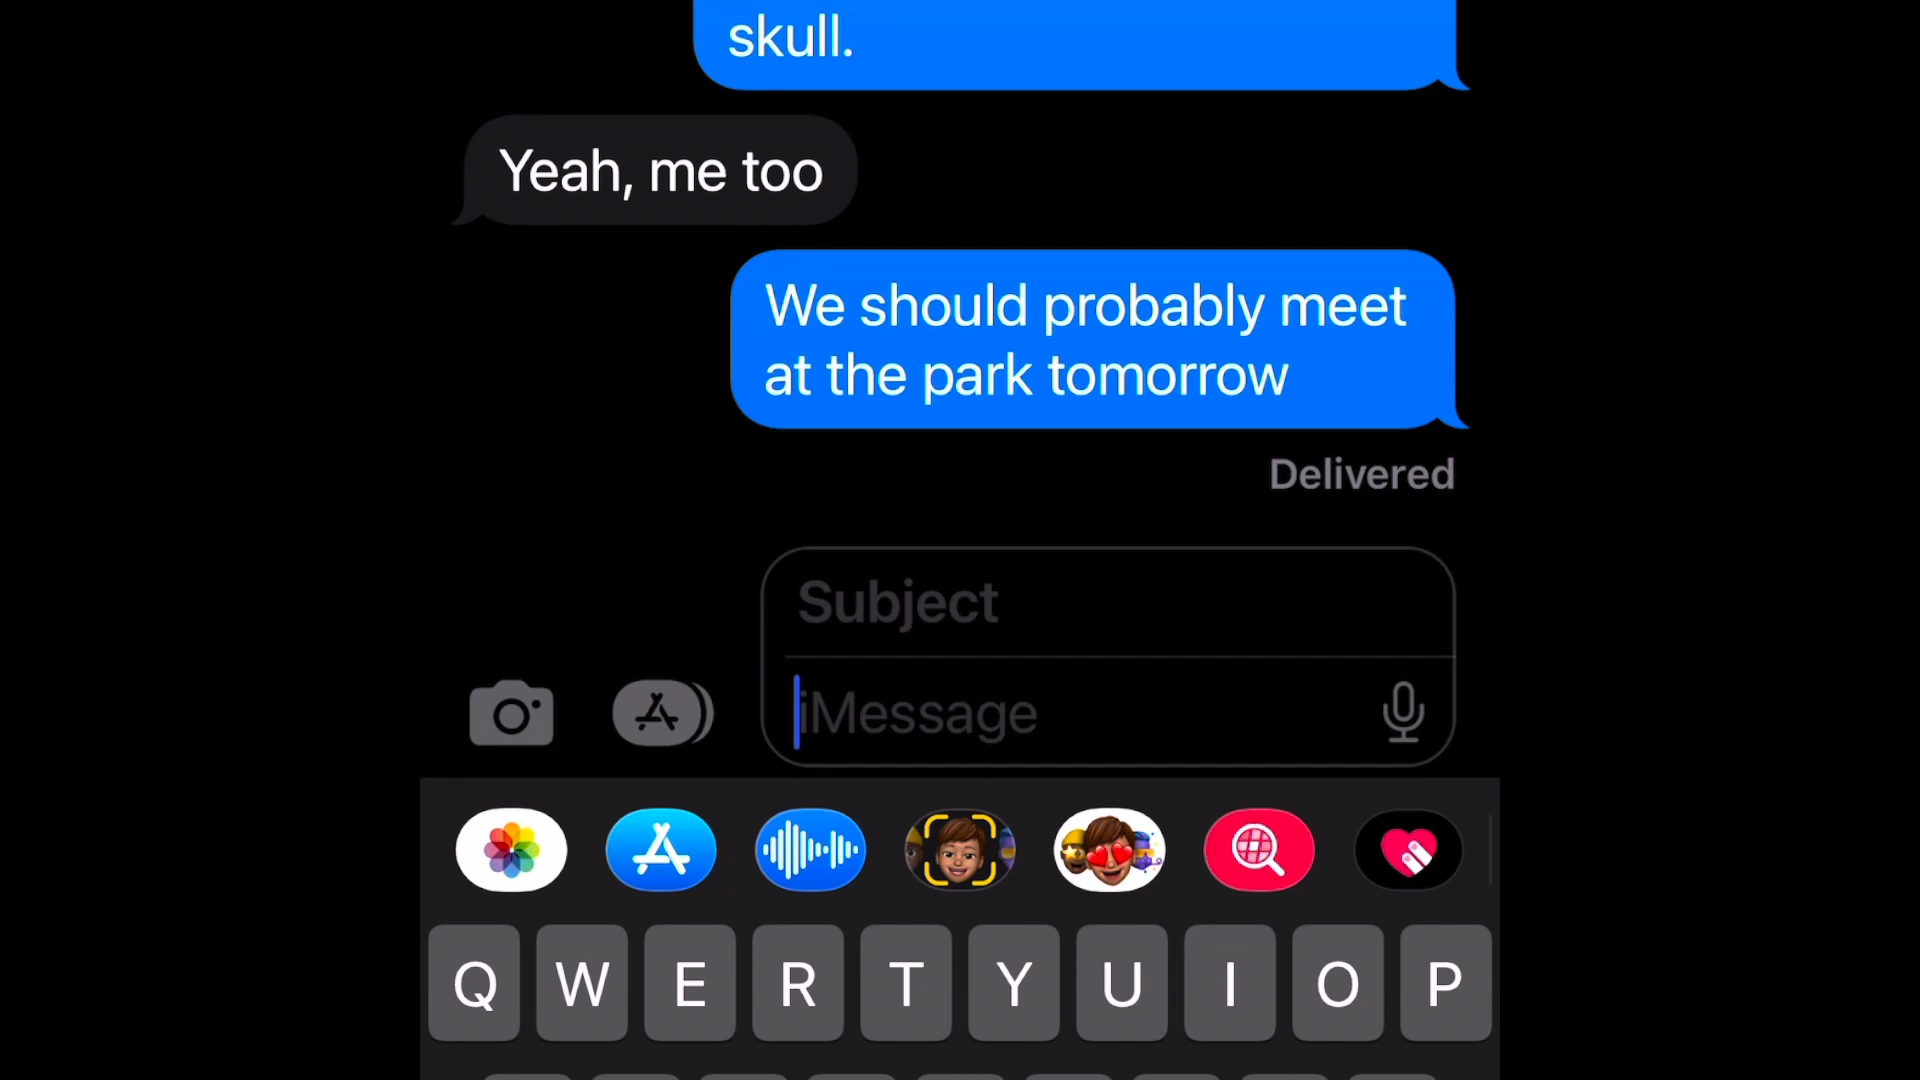 skull.
Yeah, me too
We should probably meet
at the park tomorrow
Delivered
Subject
iMessage
Q W E R T Y U I O P